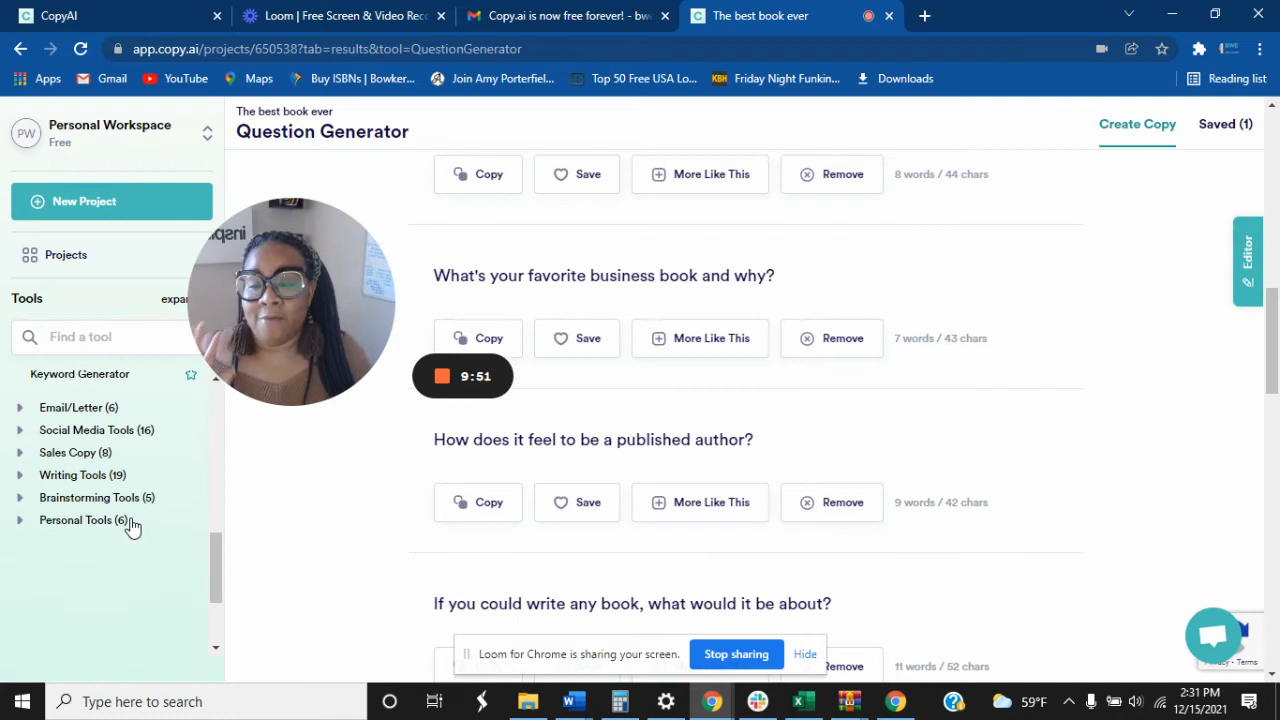 CopyAI
Loom | Free Screen & Video Rec
Copy.ai is now free forever! - bwe
The best book ever
app.copy.ai/projects/650538?tab=results&tool=QuestionGenerator
Apps
Gmail
YouTube
Maps
Buy ISBNs | Bowker...
Join Amy Porterfiel...
Top 50 Free USA Lo...
KBH
Friday Night Funkin...
Downloads
Reading list
PW
Personal Workspace
Free
New Project
Projects
Tools
expan
Find a tool
Keyword Generator
Email/Letter (6)
Social Media Tools (16)
Sales Copy (8)
Writing Tools (19)
Brainstorming Tools (5)
Personal Tools (6)
inspi
9:51
The best book ever
Question Generator
Create Copy
Saved (1)
Copy
Save
More Like This
Remove
8 words / 44 chars
What's your favorite business book and why?
Copy
Save
More Like This
Remove
7 words / 43 chars
How does it feel to be a published author?
Copy
Save
More Like This
Remove
9 words / 42 chars
If you could write any book, what would it be about?
emove
11 words / 52 chars
Editor
Loom for Chrome is sharing your screen.
Stop sharing
Hide
Privacy - Terms
Type here to search
59°F
2:31 PM
12/15/2021